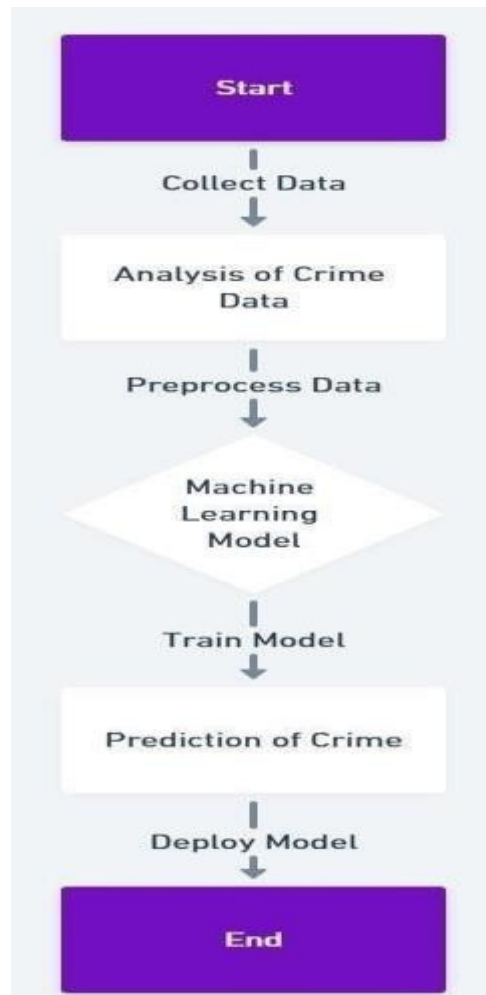 Start
Collect Data
Analysis of Crime
Data
Preprocess Data
Machine
Learning
Model
Train Model
Prediction of Crime
Deploy Model
End